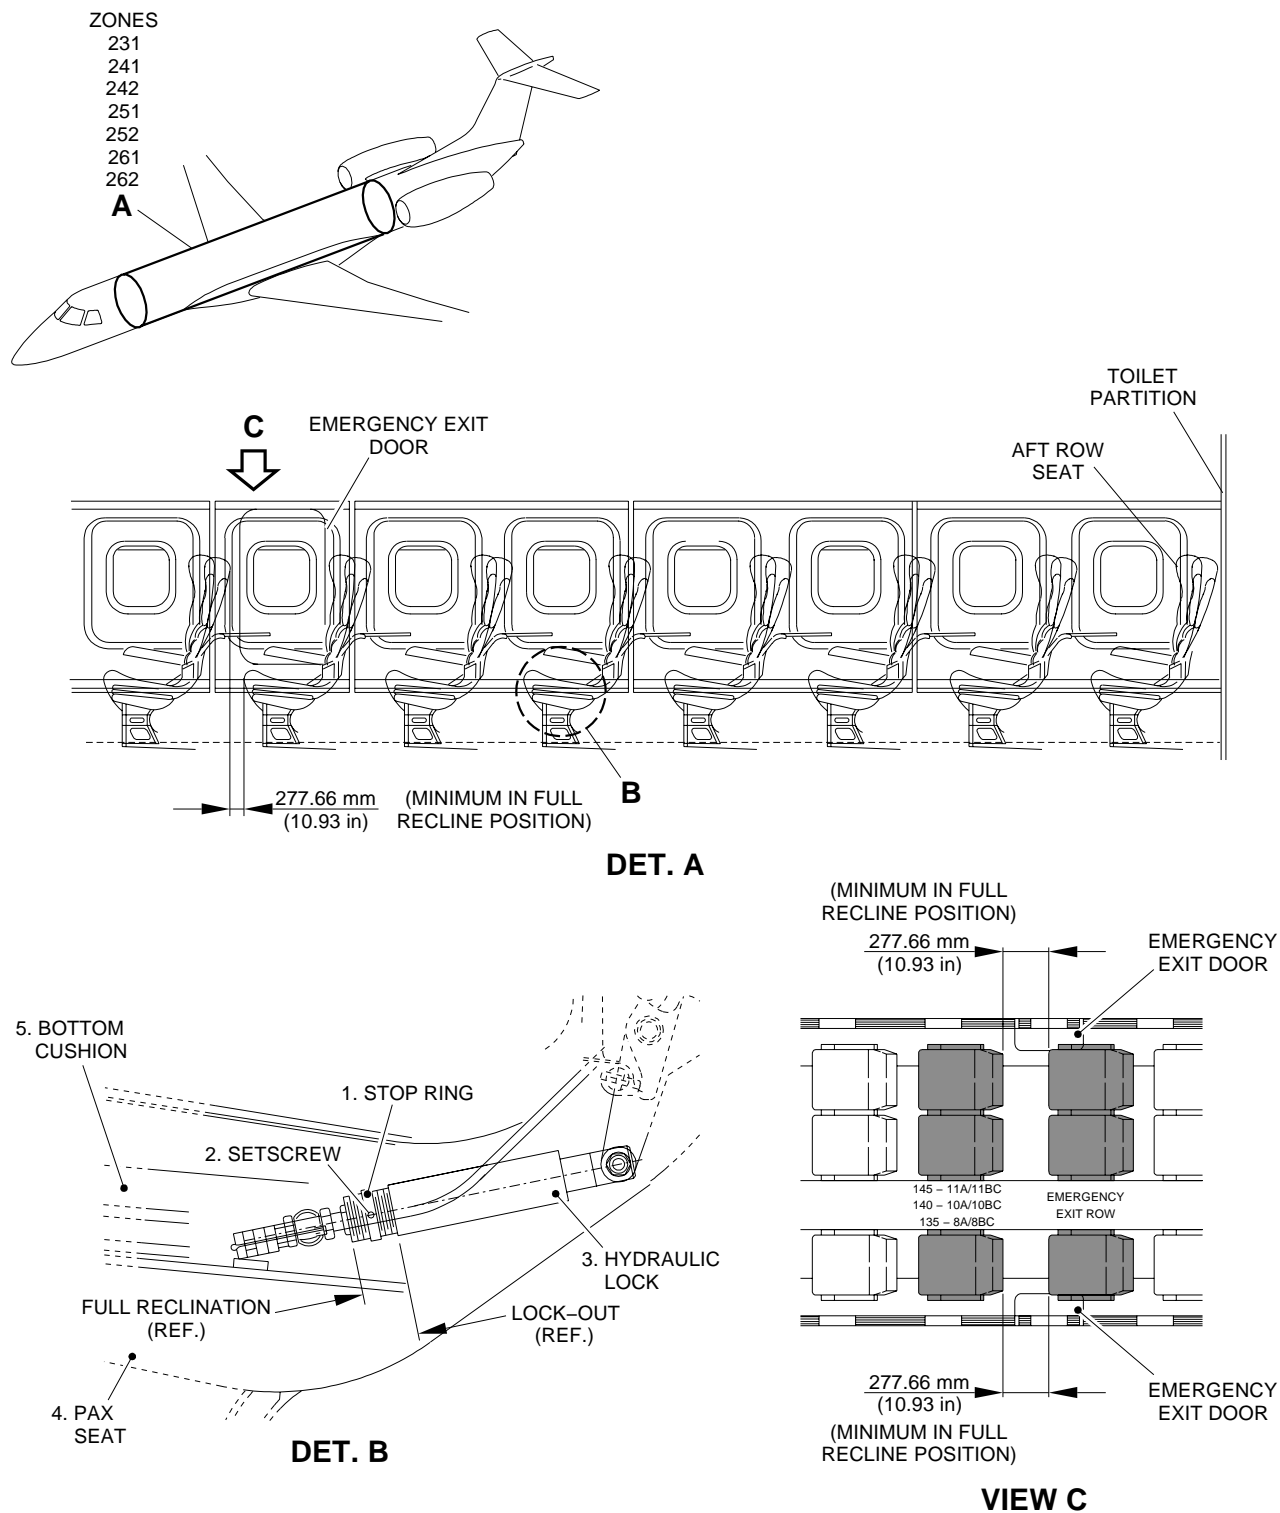 ZONES
231
241
242
251
252
261
262
A
TOILET
PARTITION
C
EMERGENCY EXIT
DOOR
AFT ROW
SEAT
B
277.66 mm
(10.93 in)
(MINIMUM IN FULL
RECLINE POSITION)
DET. A
5. BOTTOM
CUSHION
1. STOP RING
2. SETSCREW
3. HYDRAULIC
LOCK
FULL RECLINATION
(REF.)
LOCK–OUT
(REF.)
4. PAX
SEAT
DET. B
(MINIMUM IN FULL
RECLINE POSITION)
277.66 mm
(10.93 in)
EMERGENCY
EXIT DOOR
145 – 11A/11BC
140 – 10A/10BC
135 – 8A/8BC
EMERGENCY
EXIT ROW
277.66 mm
(10.93 in)
(MINIMUM IN FULL
RECLINE POSITION)
EMERGENCY
EXIT DOOR
VIEW C